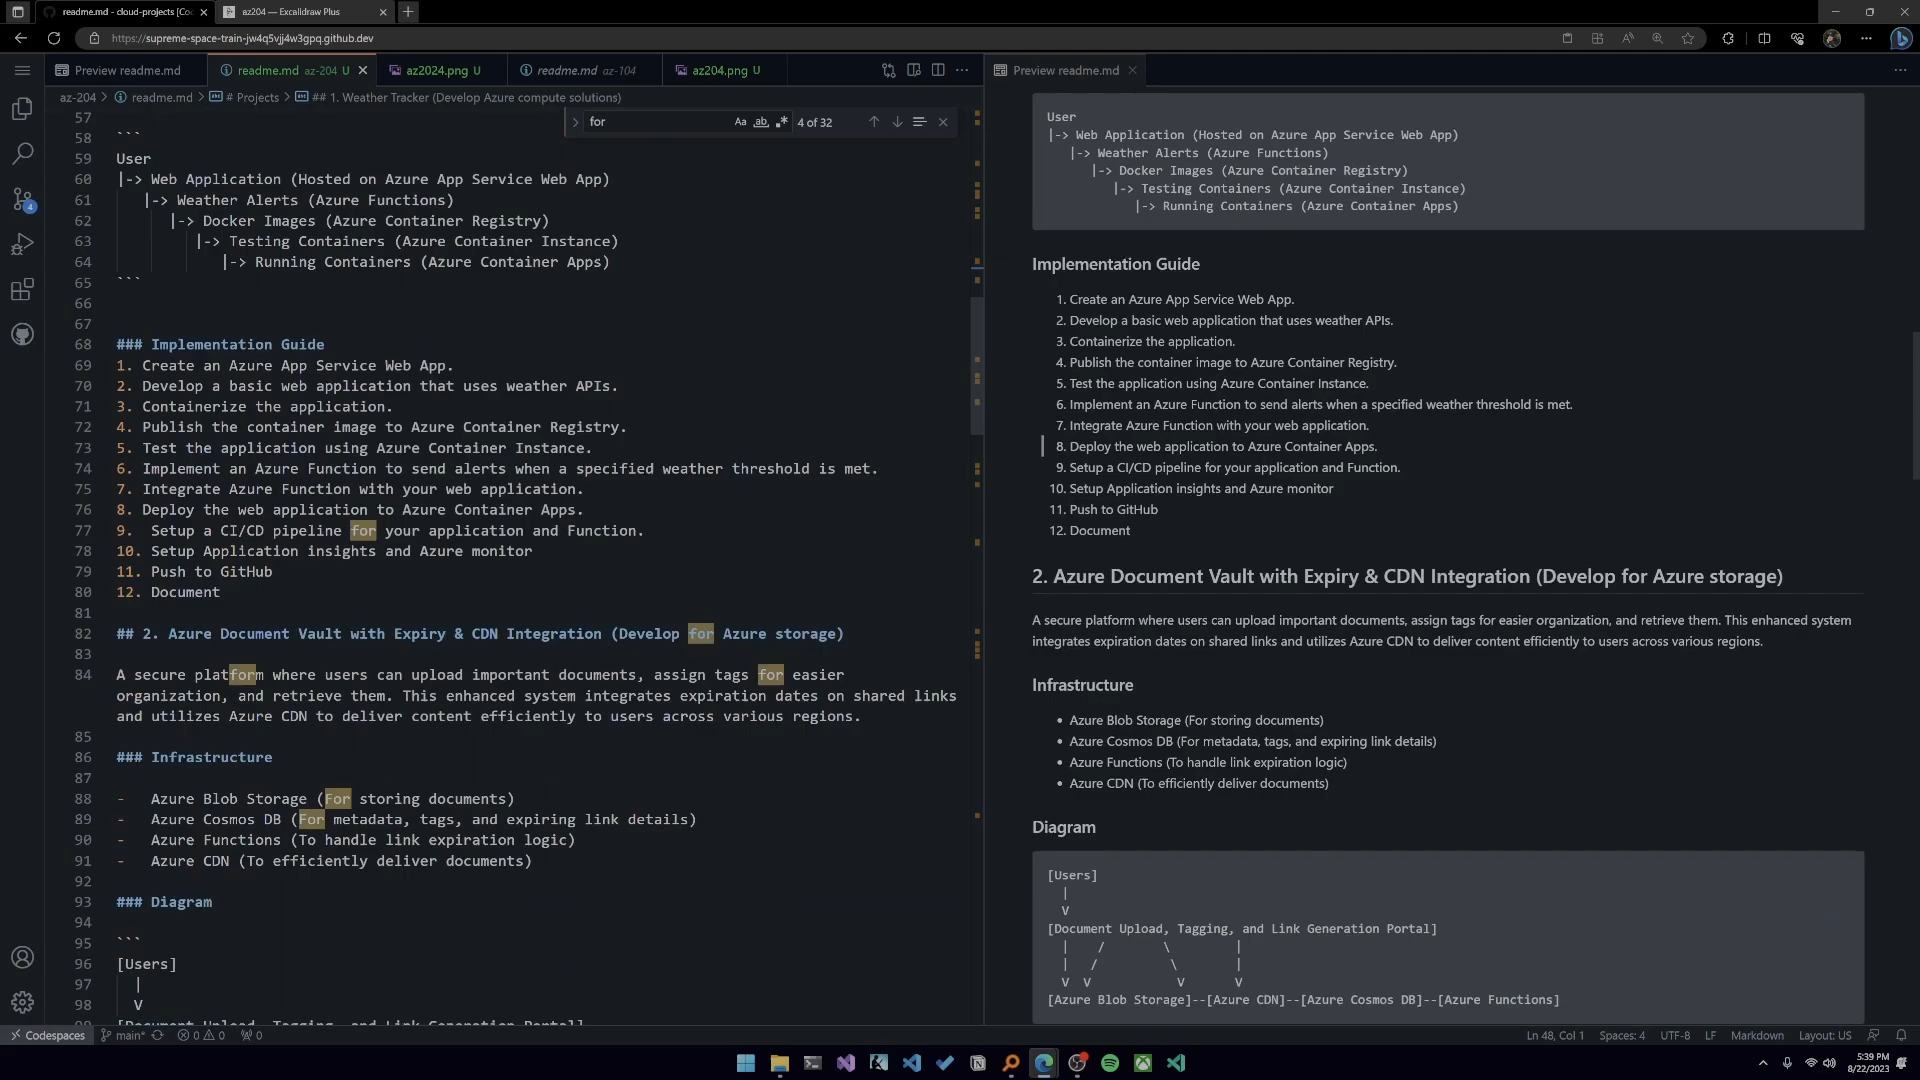 readme.md - cloud-projects [Co
az204 — Excalidraw Plus
https://supreme-space-train-jw4q5vjj4w3gpq.github.dev
Preview readme.md
readme.md az-204 U
az2024.png U
readme.md az-104
az204.png U
Preview readme.md
az-204 > readme.md > # Projects > ## 1. Weather Tracker (Develop Azure compute solutions)
for
Aa ab 4 of 32
57
58 ```
59 User
60 |-> Web Application (Hosted on Azure App Service Web App)
61 |-> Weather Alerts (Azure Functions)
62 |-> Docker Images (Azure Container Registry)
63 |-> Testing Containers (Azure Container Instance)
64 |-> Running Containers (Azure Container Apps)
65 ```
66
67
68 ### Implementation Guide
69 1. Create an Azure App Service Web App.
70 2. Develop a basic web application that uses weather APIs.
71 3. Containerize the application.
72 4. Publish the container image to Azure Container Registry.
73 5. Test the application using Azure Container Instance.
74 6. Implement an Azure Function to send alerts when a specified weather threshold is met.
75 7. Integrate Azure Function with your web application.
76 8. Deploy the web application to Azure Container Apps.
77 9. Setup a CI/CD pipeline for your application and Function.
78 10. Setup Application insights and Azure monitor
79 11. Push to GitHub
80 12. Document
81
82 ## 2. Azure Document Vault with Expiry & CDN Integration (Develop for Azure storage)
83
84 A secure platform where users can upload important documents, assign tags for easier
organization, and retrieve them. This enhanced system integrates expiration dates on shared links
and utilizes Azure CDN to deliver content efficiently to users across various regions.
85
86 ### Infrastructure
87
88 - Azure Blob Storage (For storing documents)
89 - Azure Cosmos DB (For metadata, tags, and expiring link details)
90 - Azure Functions (To handle link expiration logic)
91 - Azure CDN (To efficiently deliver documents)
92
93 ### Diagram
94
95 ```
96 [Users]
97 |
98 V
99 [Document Upload, Tagging, and Link Generation Portal]
User
|-> Web Application (Hosted on Azure App Service Web App)
|-> Weather Alerts (Azure Functions)
|-> Docker Images (Azure Container Registry)
|-> Testing Containers (Azure Container Instance)
|-> Running Containers (Azure Container Apps)
Implementation Guide
1. Create an Azure App Service Web App.
2. Develop a basic web application that uses weather APIs.
3. Containerize the application.
4. Publish the container image to Azure Container Registry.
5. Test the application using Azure Container Instance.
6. Implement an Azure Function to send alerts when a specified weather threshold is met.
7. Integrate Azure Function with your web application.
8. Deploy the web application to Azure Container Apps.
9. Setup a CI/CD pipeline for your application and Function.
10. Setup Application insights and Azure monitor
11. Push to GitHub
12. Document
2. Azure Document Vault with Expiry & CDN Integration (Develop for Azure storage)
A secure platform where users can upload important documents, assign tags for easier organization, and retrieve them. This enhanced system
integrates expiration dates on shared links and utilizes Azure CDN to deliver content efficiently to users across various regions.
Infrastructure
• Azure Blob Storage (For storing documents)
• Azure Cosmos DB (For metadata, tags, and expiring link details)
• Azure Functions (To handle link expiration logic)
• Azure CDN (To efficiently deliver documents)
Diagram
[Users]
|
V
[Document Upload, Tagging, and Link Generation Portal]
| / \ |
| / \ |
V V V V
[Azure Blob Storage]--[Azure CDN]--[Azure Cosmos DB]--[Azure Functions]
4
Codespaces main* 0 0 0
Ln 48, Col 1 Spaces: 4 UTF-8 LF Markdown Layout: US
5:39 PM
8/22/2023